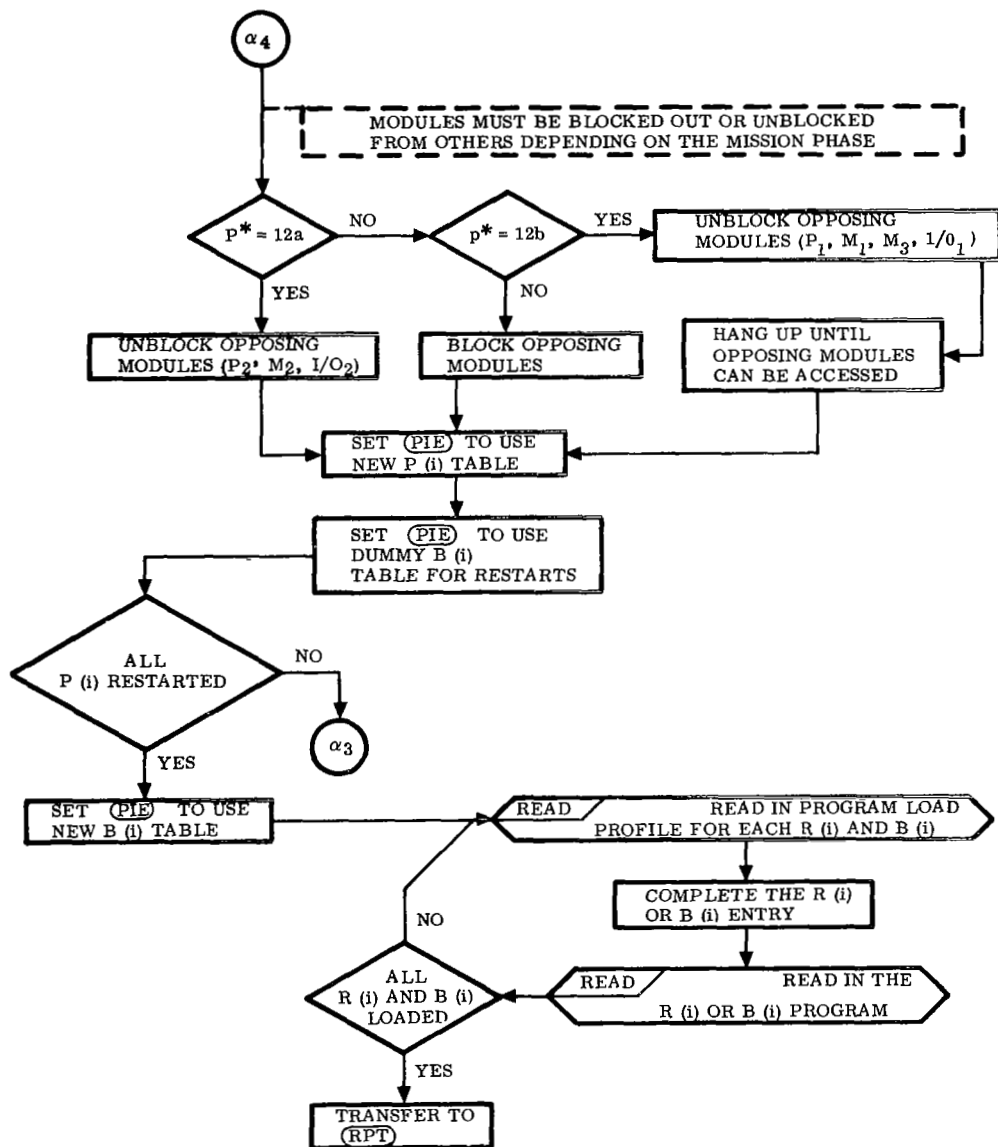 α4
MODULES MUST BE BLOCKED OUT OR UNBLOCKED
FROM OTHERS DEPENDING ON THE MISSION PHASE
P* = 12a
NO
p* = 12b
YES
UNBLOCK OPPOSING
MODULES (P1, M1, M3, I/01)
YES
NO
UNBLOCK OPPOSING
MODULES (P2, M2, I/O2)
BLOCK OPPOSING
MODULES
HANG UP UNTIL
OPPOSING MODULES
CAN BE ACCESSED
SET PIE TO USE
NEW P (i) TABLE
SET PIE TO USE
DUMMY B (i)
TABLE FOR RESTARTS
ALL
P (i) RESTARTED
NO
α3
YES
SET PIE TO USE
NEW B (i) TABLE
READ READ IN PROGRAM LOAD
PROFILE FOR EACH R (i) AND B (i)
COMPLETE THE R (i)
OR B (i) ENTRY
NO
ALL
R (i) AND B (i)
LOADED
READ READ IN THE
R (i) OR B (i) PROGRAM
YES
TRANSFER TO
RPT